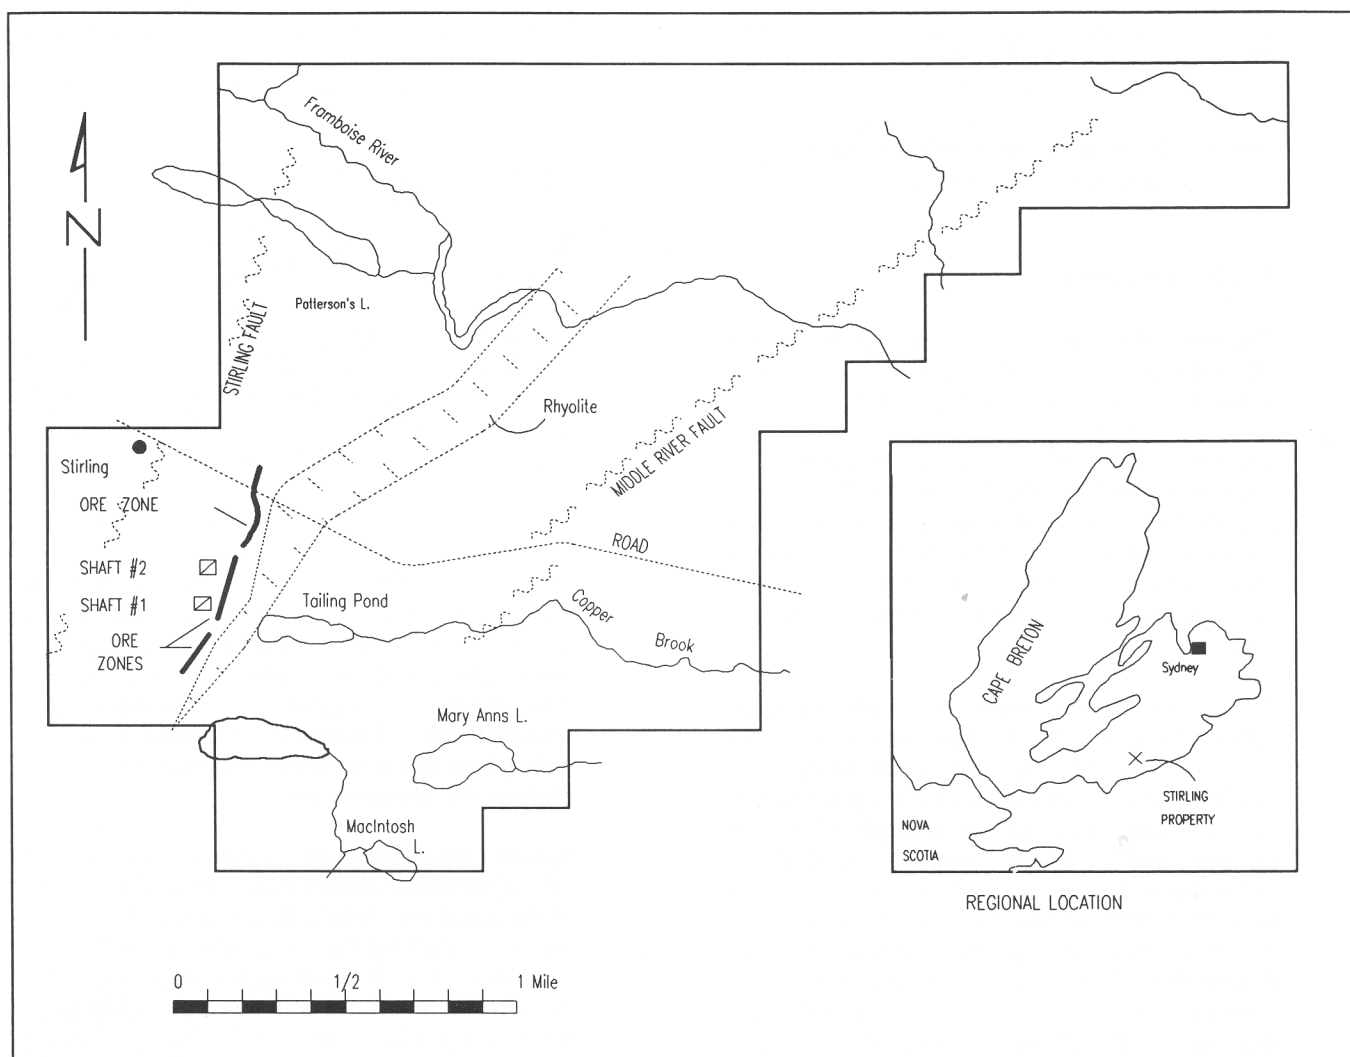 Framboise River
N
Patterson's L.
STIRLING FAULT
Rhyolite
MIDDLE RIVER FAULT
Stirling
ORE ZONE
ROAD
SHAFT #2
SHAFT #1
Tailing Pond
Copper
Brook
ORE
ZONES
Mary Anns L.
MacIntosh
L.
CAPE BRETON
Sydney
STIRLING
PROPERTY
NOVA
SCOTIA
REGIONAL LOCATION
0 1/2 1 Mile